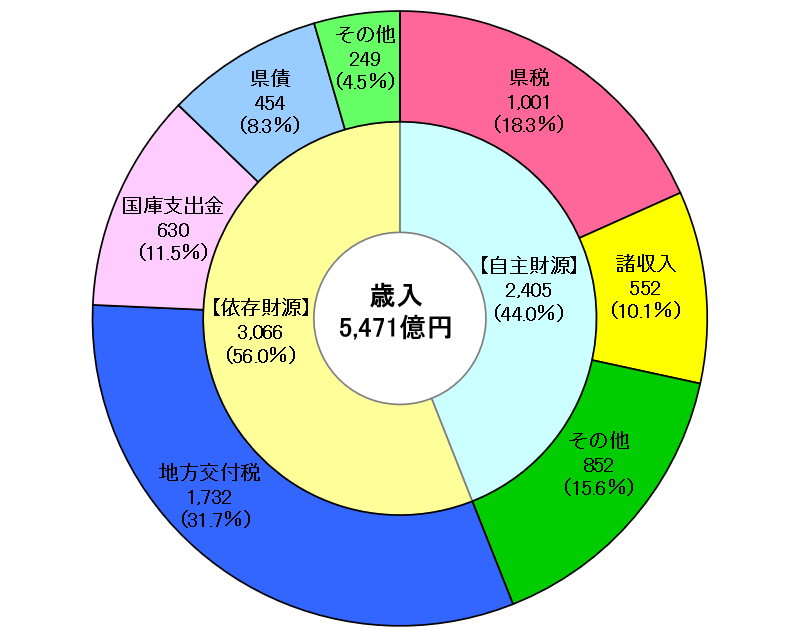 その他
249
(4.5%)
県税
1,001
(18.3%)
県債
454
(8.3%)
国庫支出金
630
(11.5%)
諸収入
552
(10.1%)
【自主財源】
2,405
(44.0%)
【依存財源】
3,066
(56.0%)
歳入
5,471億円
その他
852
(15.6%)
地方交付税
1,732
(31.7%)